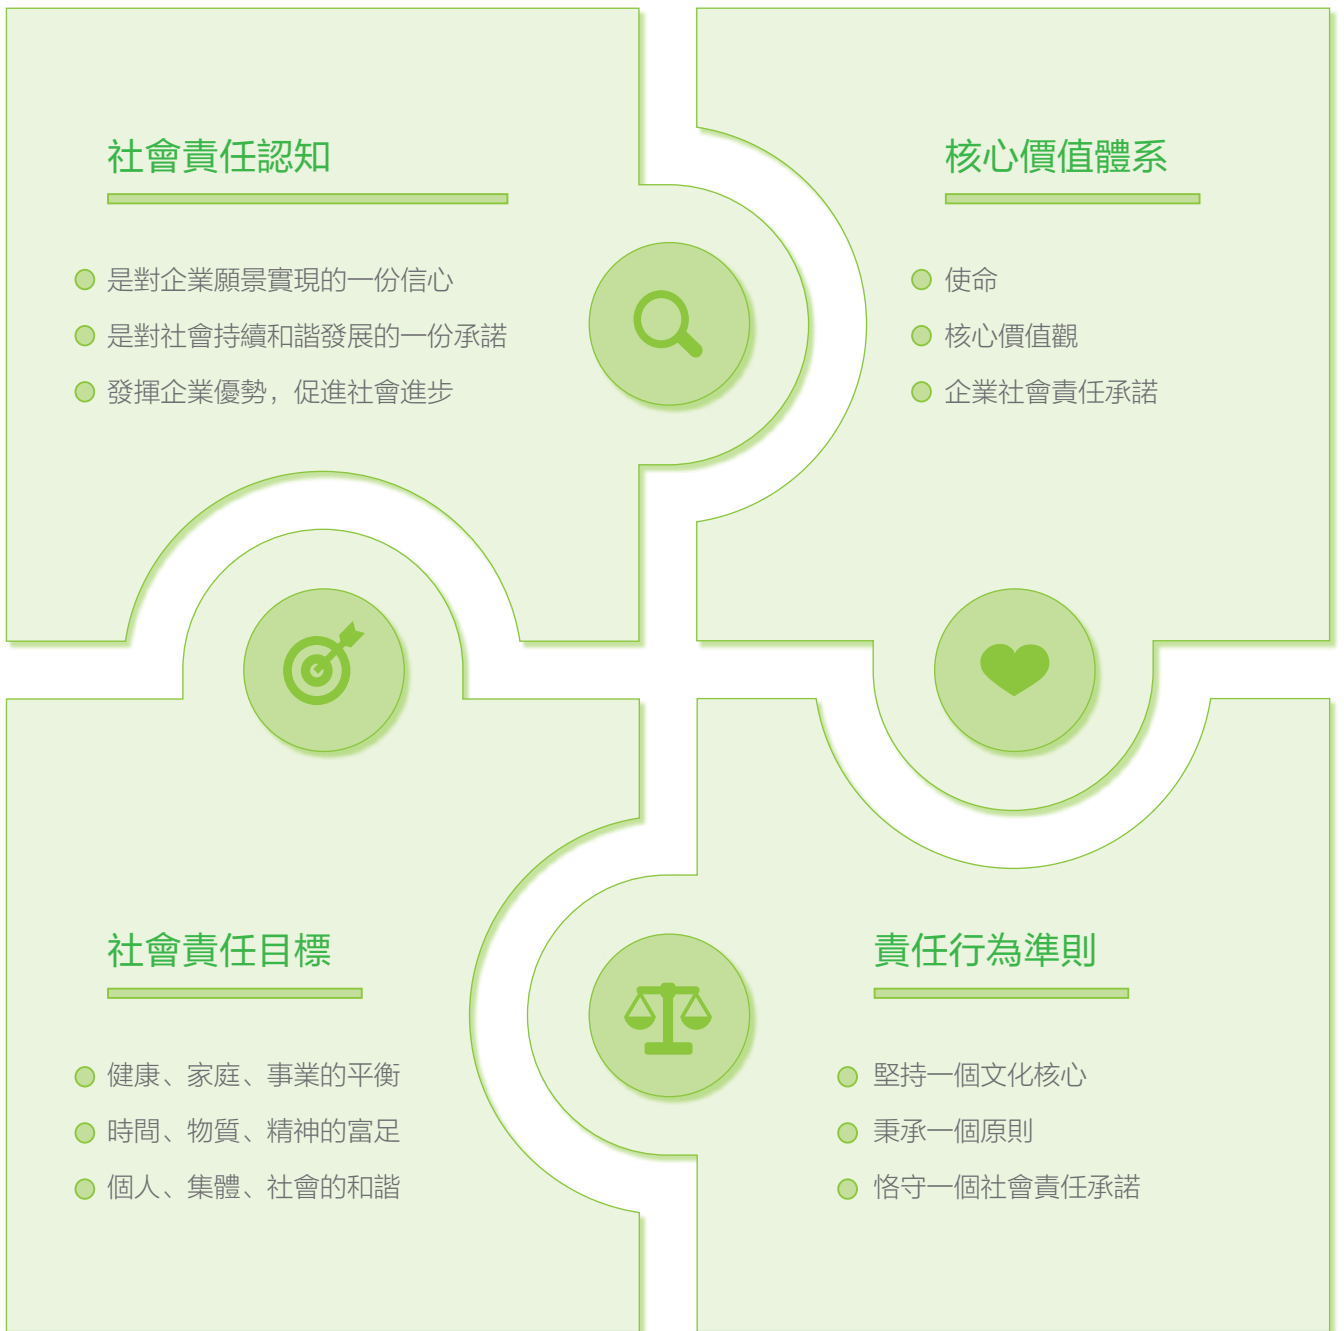 社會責任認知
是對企業願景實現的一份信心
是對社會持續和諧發展的一份承諾
發揮企業優勢，促進社會進步
核心價值體系
使命
核心價值觀
企業社會責任承諾
社會責任目標
健康、家庭、事業的平衡
時間、物質、精神的富足
個人、集體、社會的和諧
責任行為準則
堅持一個文化核心
秉承一個原則
恪守一個社會責任承諾